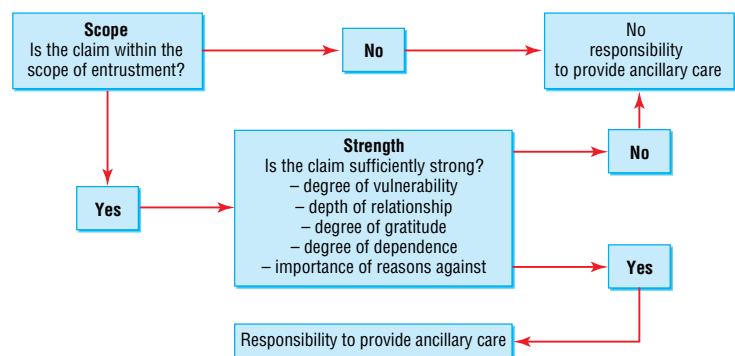 Scope
Is the claim within the
scope of entrustment?
No
No
responsibility
to provide ancillary care
Yes
Strength
Is the claim sufficiently strong?
– degree of vulnerability
– depth of relationship
– degree of gratitude
– degree of dependence
– importance of reasons against
No
Yes
Responsibility to provide ancillary care